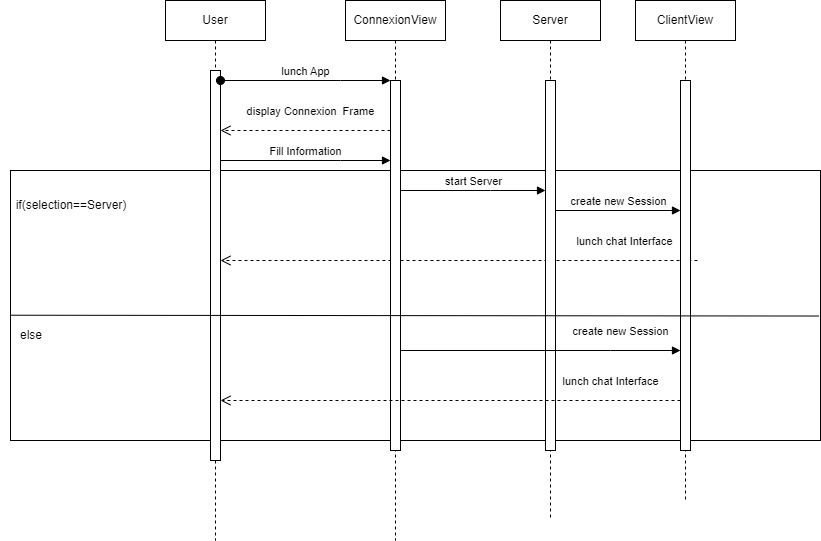 User
ConnexionView
Server
ClientView
lunch App
display Connexion Frame
Fill Information
start Server
if(selection==Server)
create new Session
lunch chat Interface
else
create new Session
lunch chat Interface